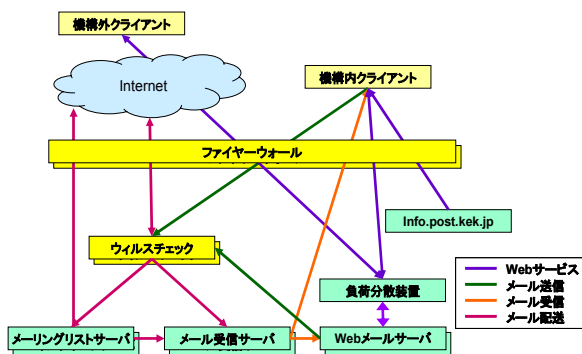 機構外クライアント
Internet
機構内クライアント
ファイヤーウォール
Info.post.kek.jp
ウィルスチェック
負荷分散装置
メーリングリストサーバ
メール受信サーバ
Webメールサーバ
Webサービス
メール送信
メール受信
メール配送